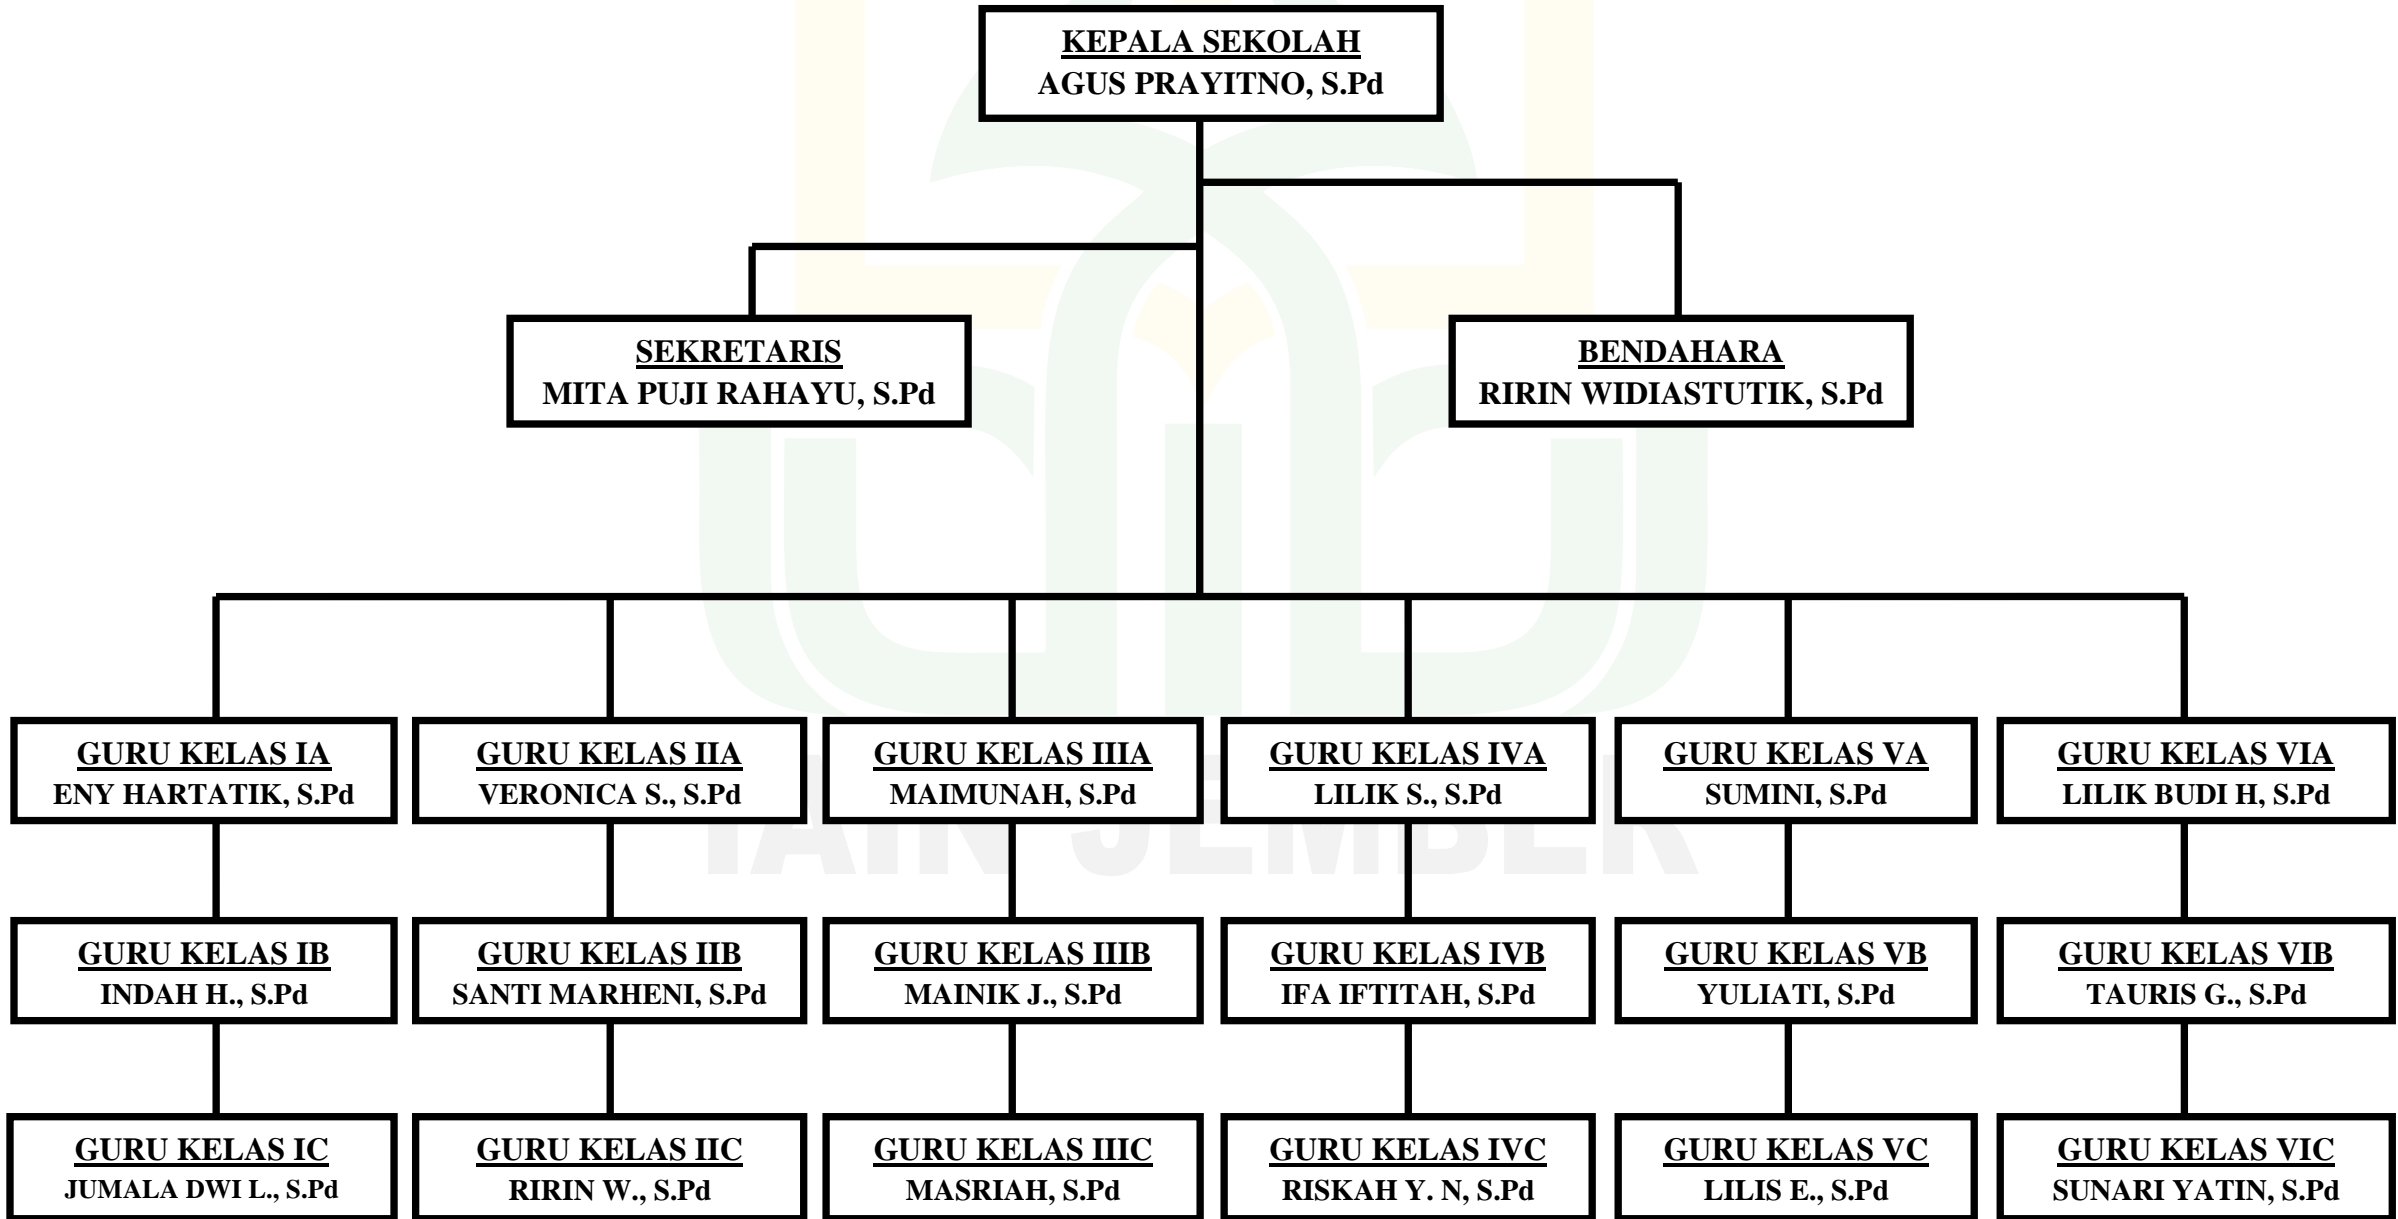 KEPALA SEKOLAH
AGUS PRAYITNO, S.Pd
SEKRETARIS
MITA PUJI RAHAYU, S.Pd
BENDAHARA
RIRIN WIDIASTUTIK, S.Pd
GURU KELAS IA
ENY HARTATIK, S.Pd
GURU KELAS IIA
VERONICA S., S.Pd
GURU KELAS IIIA
MAIMUNAH, S.Pd
GURU KELAS IVA
LILIK S., S.Pd
GURU KELAS VA
SUMINI, S.Pd
GURU KELAS VIA
LILIK BUDI H, S.Pd
IAIN JEMBER
GURU KELAS IB
INDAH H., S.Pd
GURU KELAS IIB
SANTI MARHENI, S.Pd
GURU KELAS IIIB
MAINIK J., S.Pd
GURU KELAS IVB
IFA IFTITAH, S.Pd
GURU KELAS VB
YULIATI, S.Pd
GURU KELAS VIB
TAURIS G., S.Pd
GURU KELAS IC
JUMALA DWI L., S.Pd
GURU KELAS IIC
RIRIN W., S.Pd
GURU KELAS IIIC
MASRIAH, S.Pd
GURU KELAS IVC
RISKAH Y. N, S.Pd
GURU KELAS VC
LILIS E., S.Pd
GURU KELAS VIC
SUNARI YATIN, S.Pd